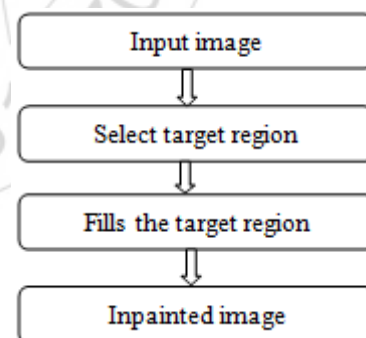 Input image
Select target region
Fills the target region
Inpainted image